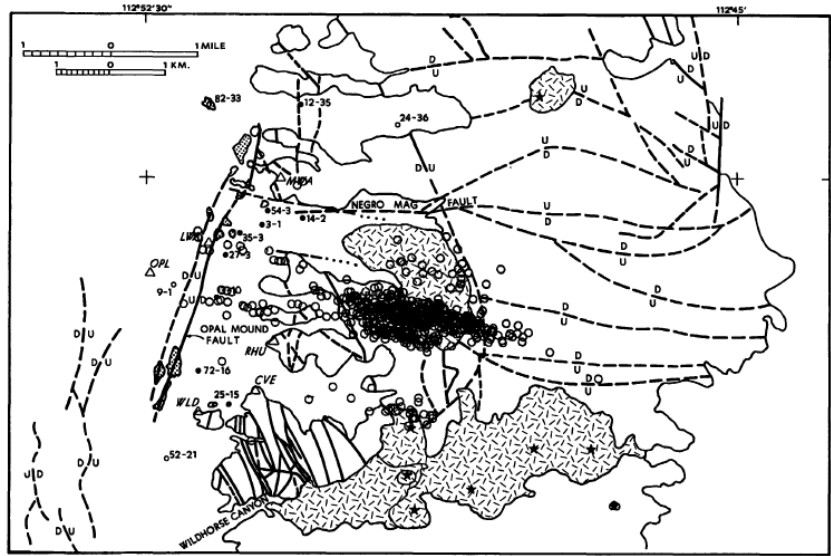 112°52'30"
112°45'
1 0 1 MILE
1 0 1 KM.
82-33
12-35
24-36
D
U
D
U
U
D
D
U
D
U
U D
U
D
NEGRO MAG FAULT
54-3
3-1
14-2
35-3
27-3
OPL
9-1
D U
U D
D
U
D
U
OPAL MOUND
FAULT
RHU
D U
D
U
D
U
D U
72-16
CVE
WLD
25-15
D U
52-21
U D
D U
WILDHORSE CANYON